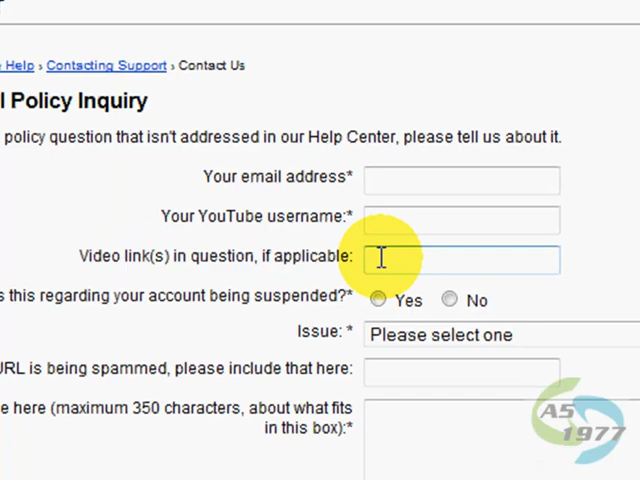 Help › Contacting Support › Contact Us
Policy Inquiry
policy question that isn't addressed in our Help Center, please tell us about it.
Your email address*
Your YouTube username:*
Video link(s) in question, if applicable:
this regarding your account being suspended?* Yes No
Issue: * Please select one
URL is being spammed, please include that here:
here (maximum 350 characters, about what fits
in this box):*
A5
1977